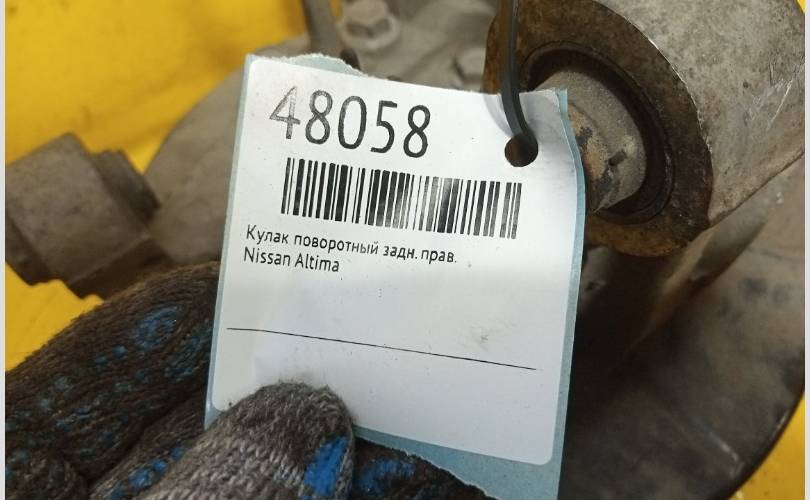 48058
Кулак поворотный задн. прав.
Nissan Altima